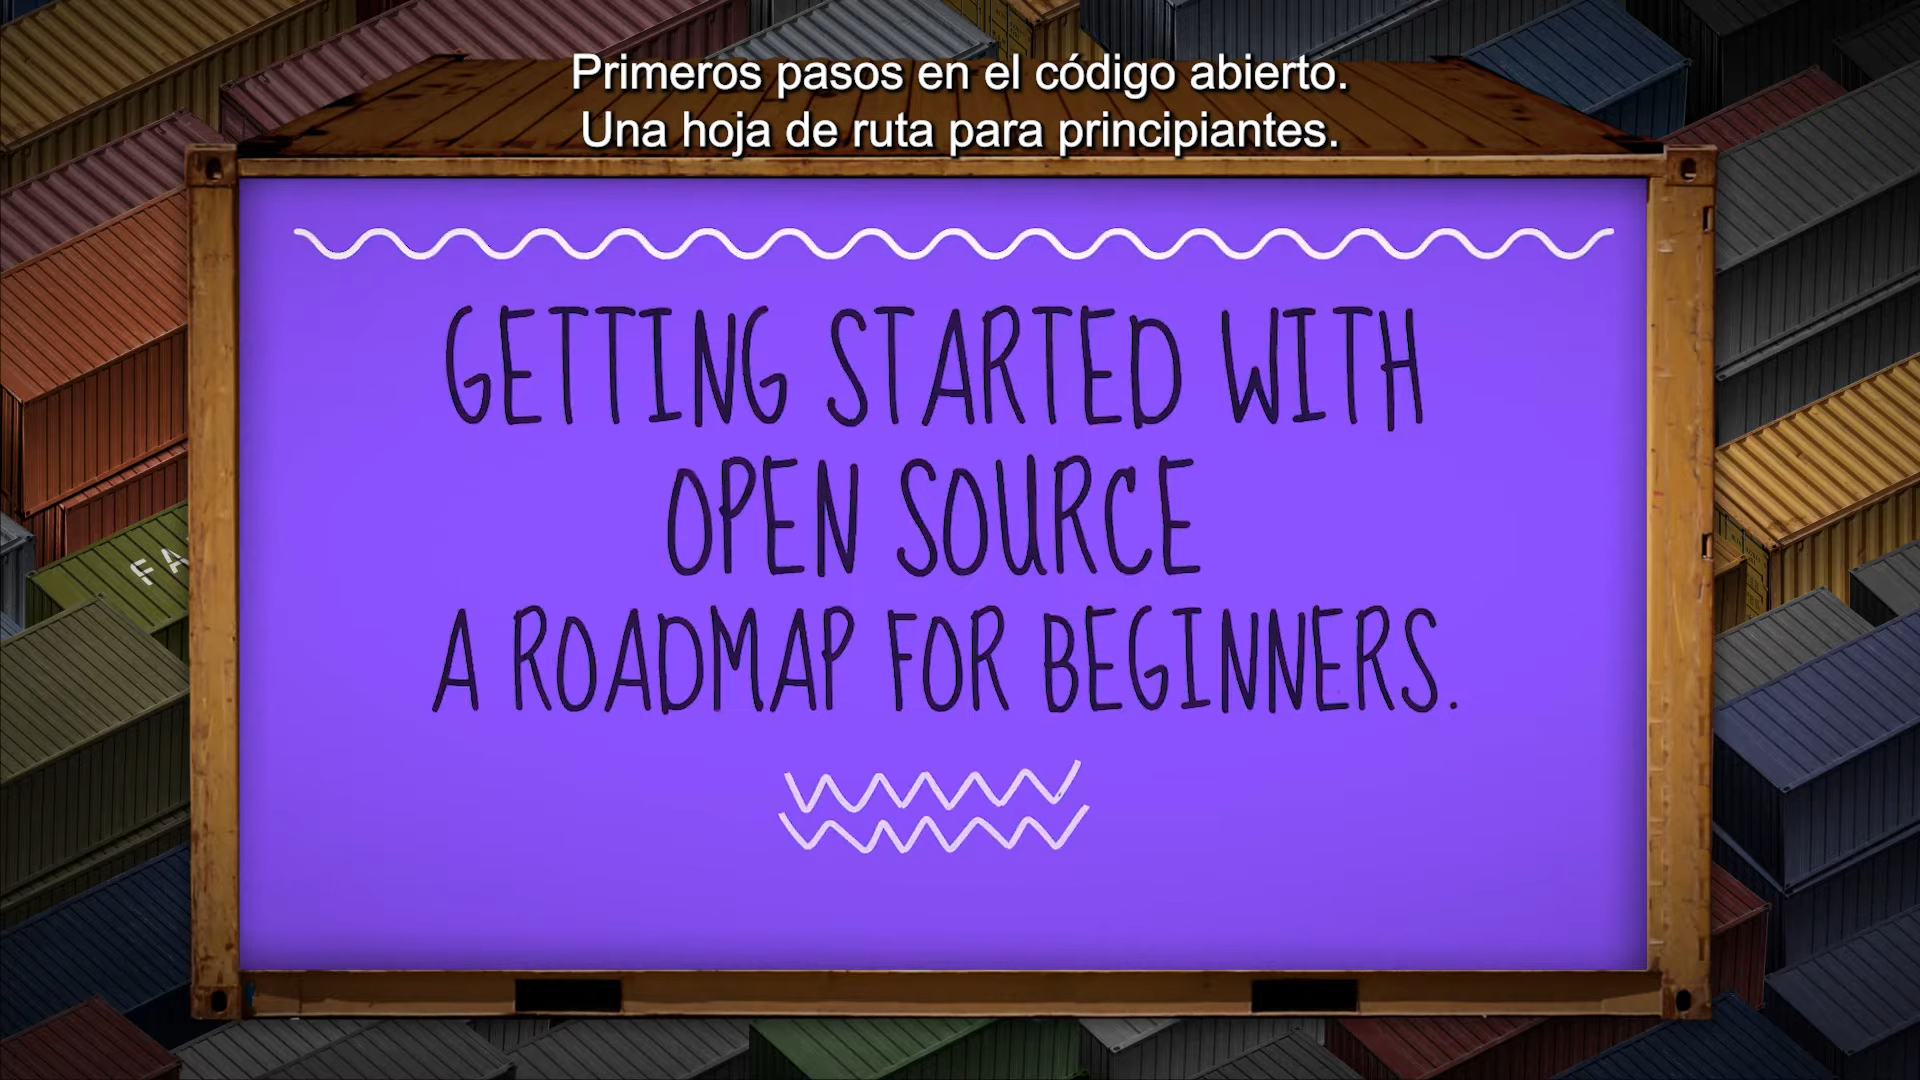 Primeros pasos en el código abierto.
Una hoja de ruta para principiantes.
GETTING STARTED WITH
OPEN SOURCE
A ROADMAP FOR BEGINNERS.
FA